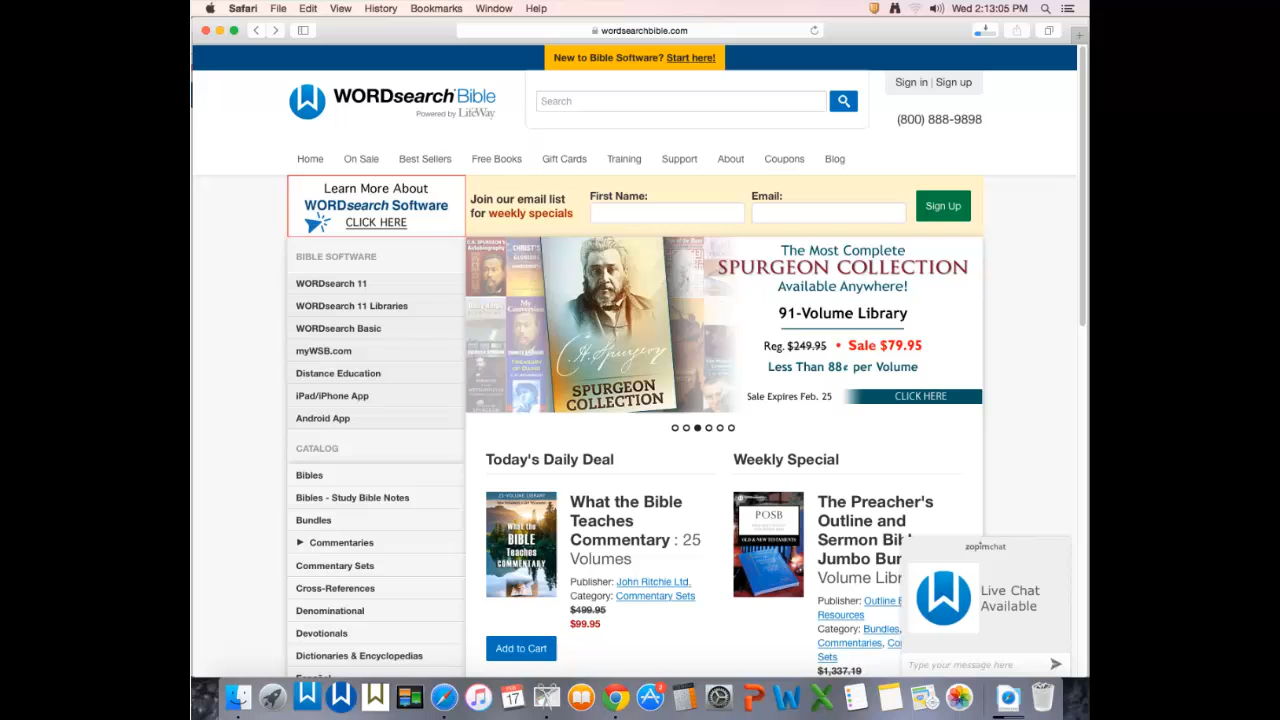 Safari File Edit View History Bookmarks Window Help Wed 2:13:05 PM
wordsearchbible.com
New to Bible Software? Start here!
WORDsearch Bible
Powered by LifeWay
Search
Sign in | Sign up
(800) 888-9898
Home On Sale Best Sellers Free Books Gift Cards Training Support About Coupons Blog
Learn More About
WORDsearch Software
CLICK HERE
Join our email list
for weekly specials
First Name:
Email:
Sign Up
BIBLE SOFTWARE
WORDsearch 11
WORDsearch 11 Libraries
WORDsearch Basic
myWSB.com
Distance Education
iPad/iPhone App
Android App
CATALOG
Bibles
Bibles - Study Bible Notes
Bundles
Commentaries
Commentary Sets
Cross-References
Denominational
Devotionals
Dictionaries & Encyclopedias
C.H. Spurgeon
SPURGEON
COLLECTION
The Most Complete
SPURGEON COLLECTION
Available Anywhere!
91-Volume Library
Reg. $249.95 • Sale $79.95
Less Than 88¢ per Volume
Sale Expires Feb. 25
CLICK HERE
Today's Daily Deal
What the
BIBLE
Teaches
COMMENTARY
What the Bible
Teaches
Commentary : 25
Volumes
Publisher: John Ritchie Ltd.
Category: Commentary Sets
$499.95
$99.95
Add to Cart
Weekly Special
POSB
The Preacher's
Outline and
Sermon Bib
Jumbo Bu
Volume Libr
Publisher: Outline
Resources
Category: Bundles,
Commentaries, Co
Sets
$1,337.19
zopim chat
Live Chat
Available
Type your message here
FEB
17